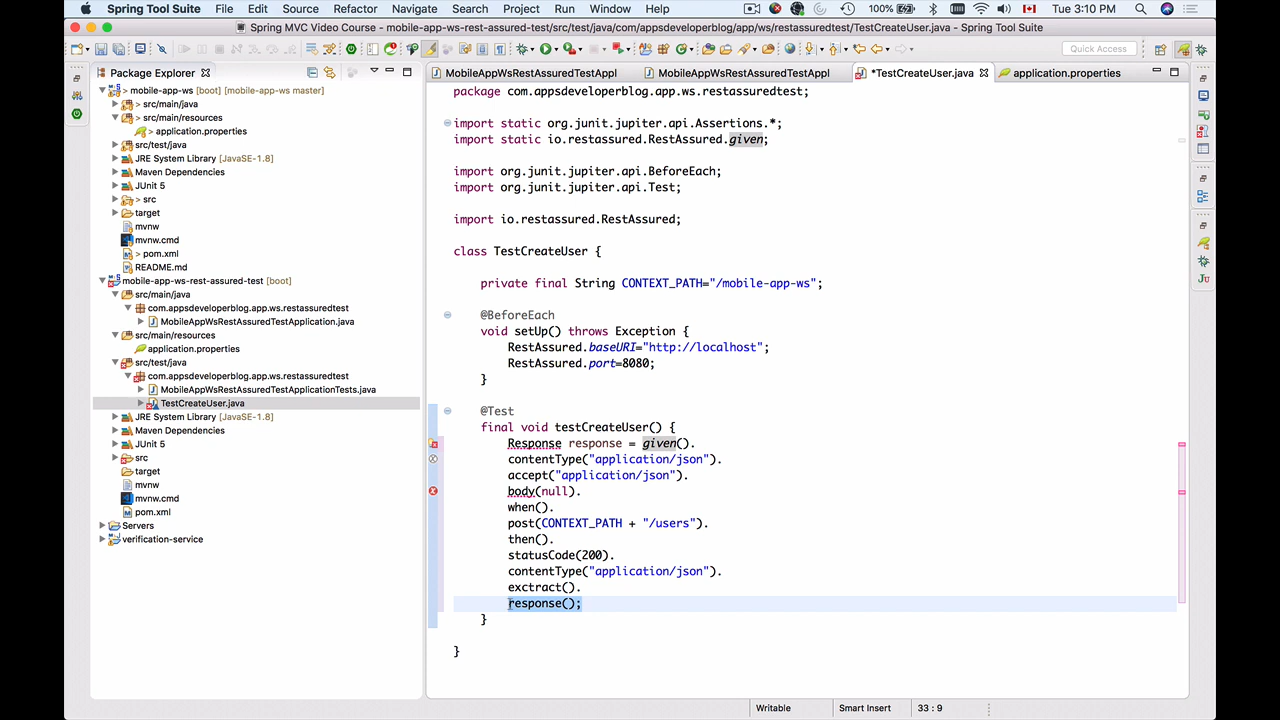 Spring Tool Suite File Edit Source Refactor Navigate Search Project Run Window Help 100% Tue 3:10 PM
Spring MVC Video Course - mobile-app-ws-rest-assured-test/src/test/java/com/appsdeveloperblog/app/ws/restassuredtest/TestCreateUser.java - Spring Tool Suite
Quick Access
Package Explorer
> mobile-app-ws [boot] [mobile-app-ws master]
> src/main/java
> src/main/resources
> application.properties
src/test/java
JRE System Library [JavaSE-1.8]
Maven Dependencies
JUnit 5
> src
target
mvnw
mvnw.cmd
> pom.xml
README.md
mobile-app-ws-rest-assured-test [boot]
src/main/java
com.appsdeveloperblog.app.ws.restassuredtest
MobileAppWsRestAssuredTestApplication.java
src/main/resources
application.properties
src/test/java
com.appsdeveloperblog.app.ws.restassuredtest
MobileAppWsRestAssuredTestApplicationTests.java
TestCreateUser.java
JRE System Library [JavaSE-1.8]
Maven Dependencies
JUnit 5
src
target
mvnw
mvnw.cmd
pom.xml
Servers
verification-service
MobileAppWsRestAssuredTestAppl MobileAppWsRestAssuredTestAppl *TestCreateUser.java application.properties
package com.appsdeveloperblog.app.ws.restassuredtest;
import static org.junit.jupiter.api.Assertions.*;
import static io.restassured.RestAssured.given;
import org.junit.jupiter.api.BeforeEach;
import org.junit.jupiter.api.Test;
import io.restassured.RestAssured;
class TestCreateUser {
private final String CONTEXT_PATH="/mobile-app-ws";
@BeforeEach
void setUp() throws Exception {
RestAssured.baseURI="http://localhost";
RestAssured.port=8080;
}
@Test
final void testCreateUser() {
Response response = given().
contentType("application/json").
accept("application/json").
body(null).
when().
post(CONTEXT_PATH + "/users").
then().
statusCode(200).
contentType("application/json").
exctract().
response();
}
}
Writable Smart Insert 33 : 9